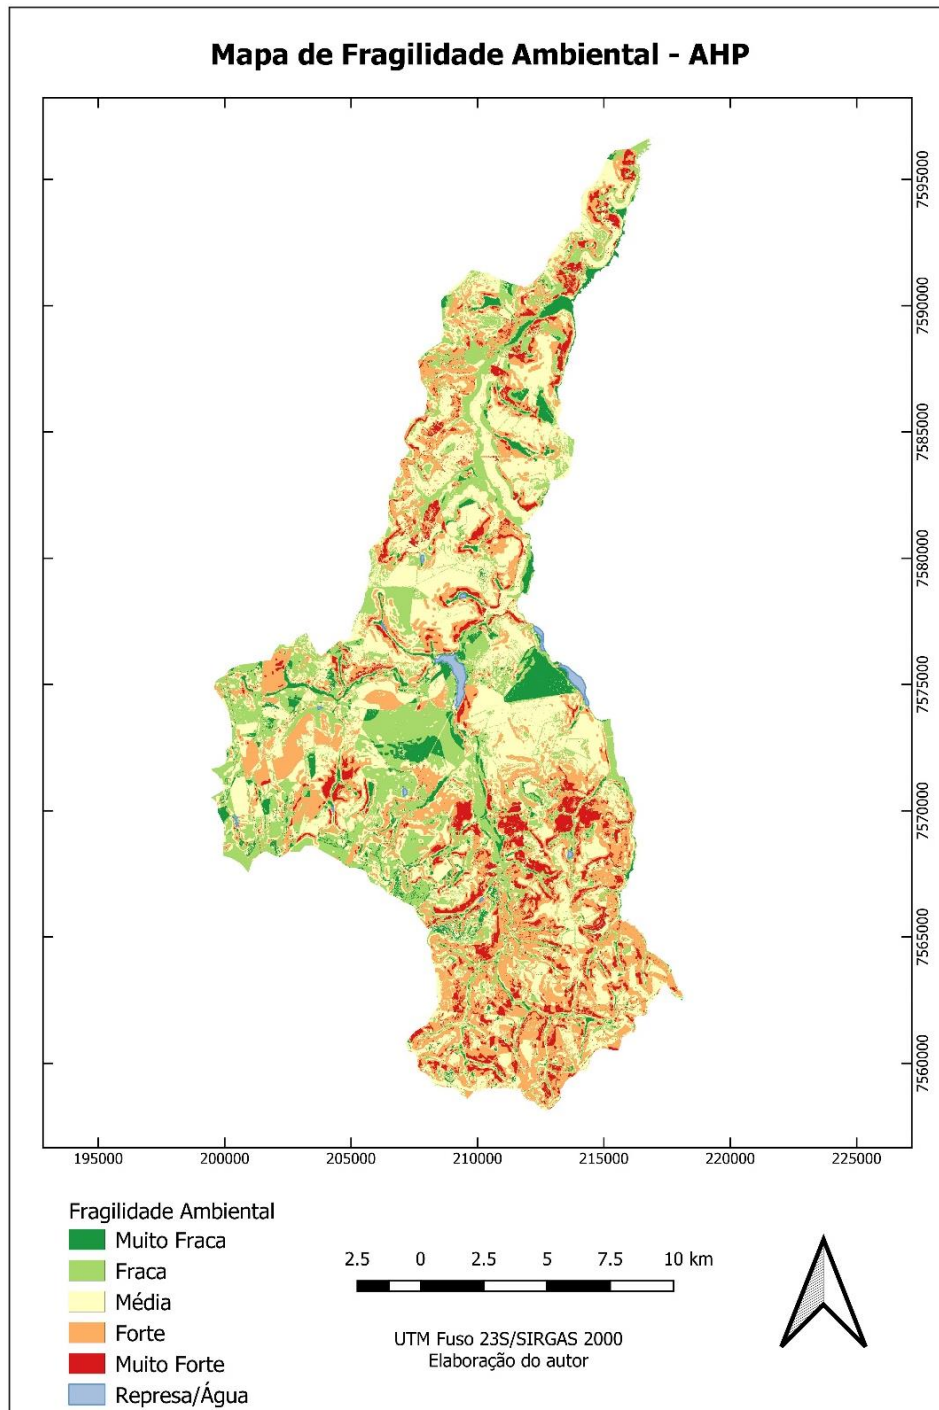 Mapa de Fragilidade Ambiental - AHP
7595000
7590000
7585000
7580000
7575000
7570000
7565000
7560000
195000 200000 205000 210000 215000 220000 225000
Fragilidade Ambiental
Muito Fraca
Fraca
Média
Forte
Muito Forte
Represa/Água
2.5 0 2.5 5 7.5 10 km
UTM Fuso 23S/SIRGAS 2000
Elaboração do autor